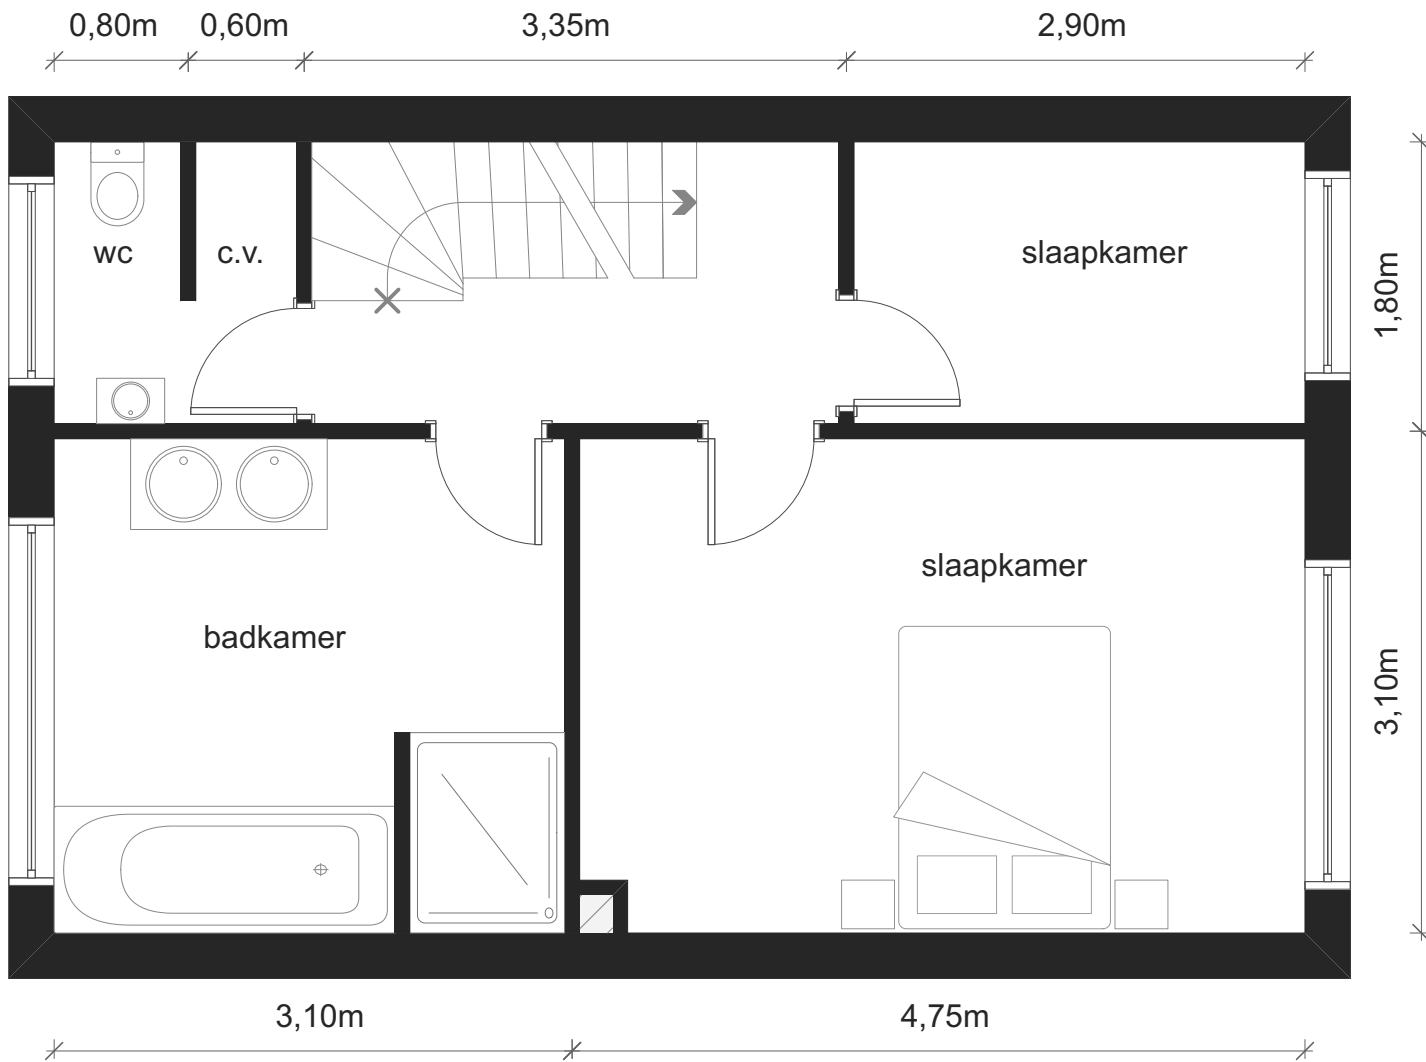 0,80m 0,60m 3,35m 2,90m
wc c.v. slaapkamer
1,80m
slaapkamer
badkamer
3,10m
3,10m 4,75m